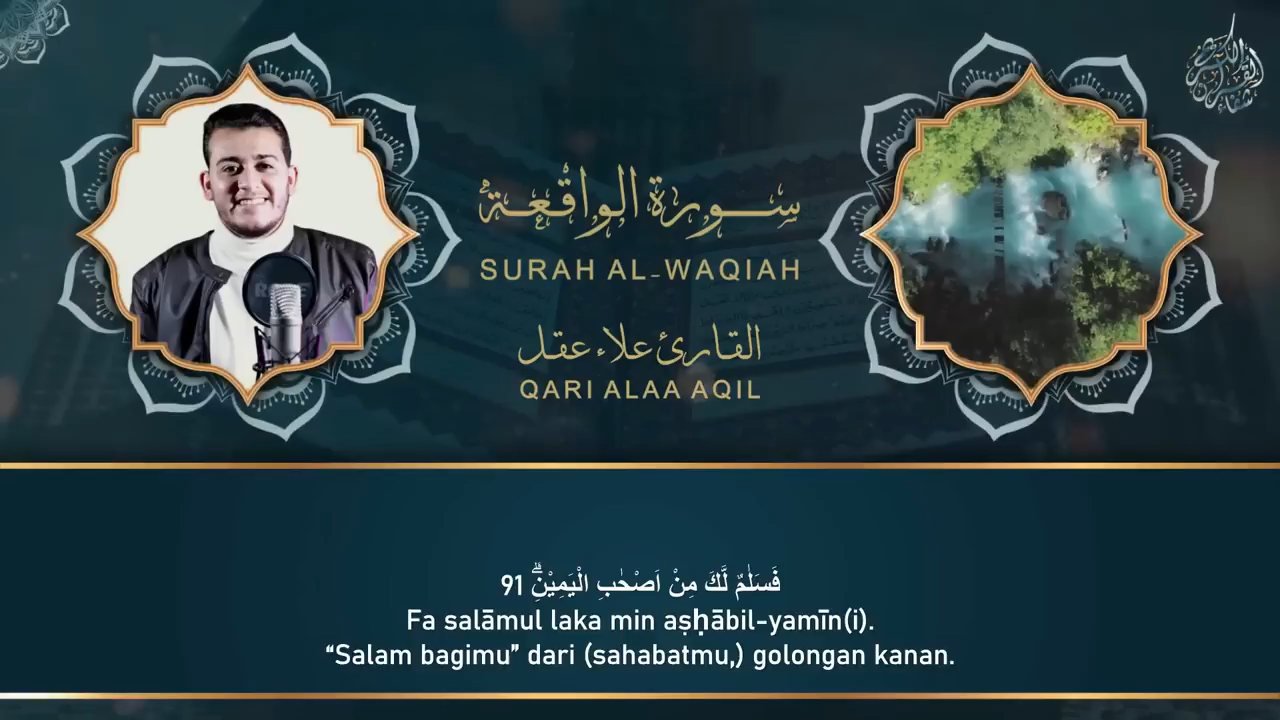 سورة الواقعة
SURAH AL-WAQIAH
القارئ علاء عقل
QARI ALAA AQIL
فَسَلٰمٌ لَّكَ مِنْ اَصْحٰبِ الْيَمِيْنِۗ 91
Fa salāmul laka min aṣḥābil-yamīn(i).
“Salam bagimu” dari (sahabatmu,) golongan kanan.